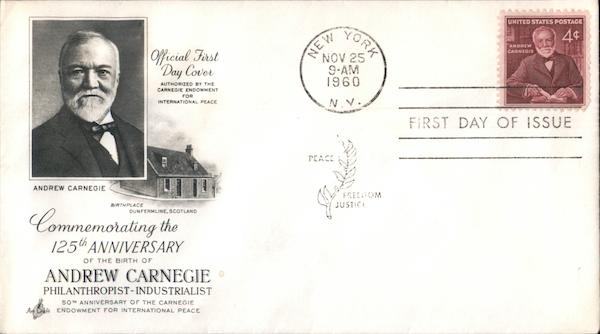 Official First
Day Cover
AUTHORIZED BY THE
CARNEGIE ENDOWMENT
FOR
INTERNATIONAL PEACE
ANDREW CARNEGIE
BIRTHPLACE
DUNFERMLINE, SCOTLAND
Commemorating the
125th ANNIVERSARY
OF THE BIRTH OF
ANDREW CARNEGIE
PHILANTHROPIST-INDUSTRIALIST
50TH ANNIVERSARY OF THE CARNEGIE
ENDOWMENT FOR INTERNATIONAL PEACE
Art Craft
NEW YORK
NOV 25
9-AM
1960
N.Y.
PEACE
FREEDOM
JUSTICE
UNITED STATES POSTAGE
4¢
ANDREW
CARNEGIE
FIRST DAY OF ISSUE